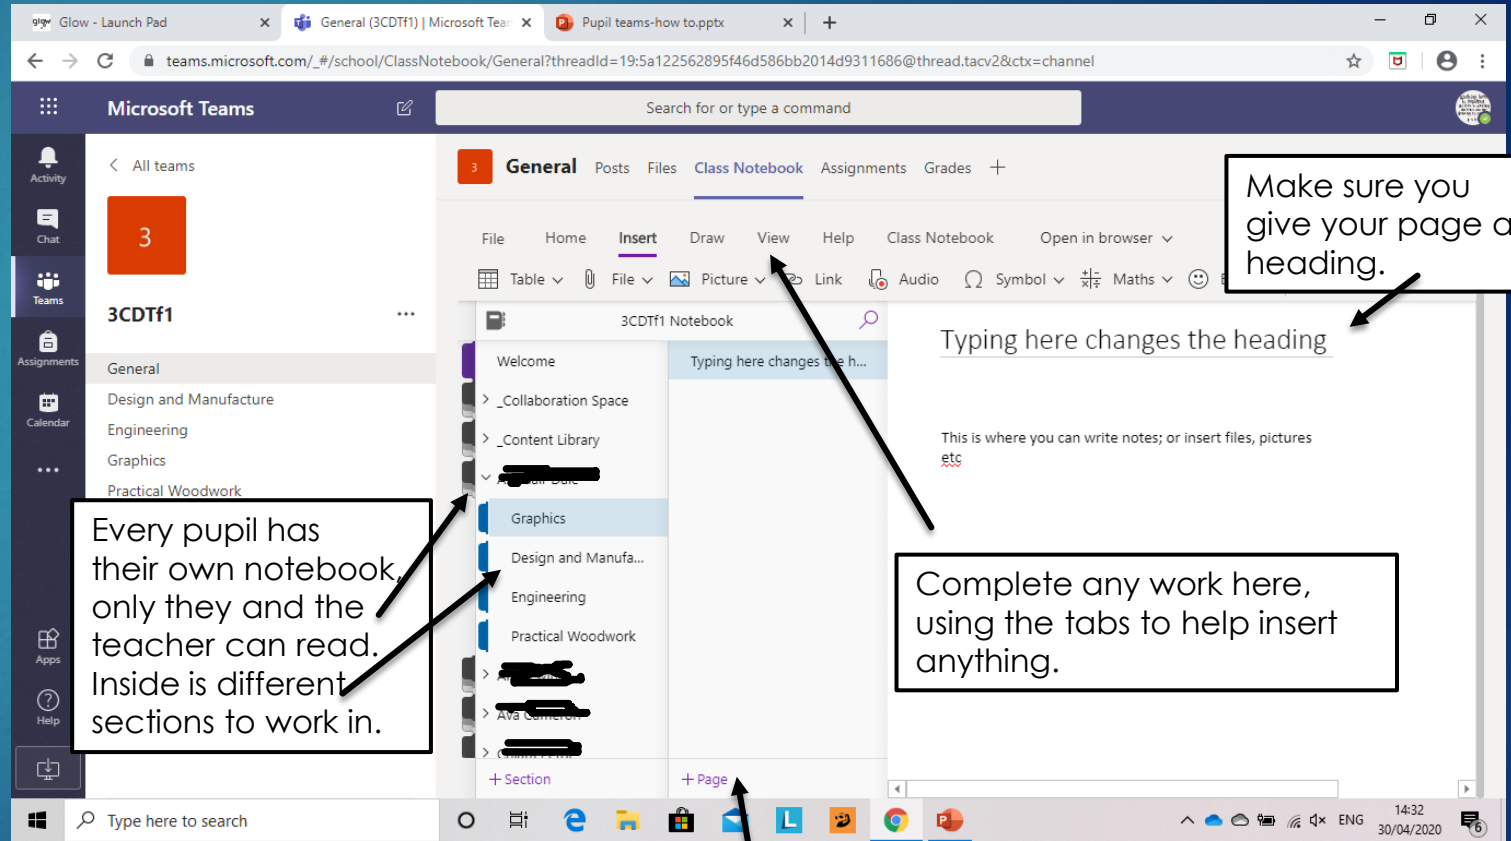 glow Glow - Launch Pad
General (3CDTf1) | Microsoft Tear
Pupil teams-how to.pptx
teams.microsoft.com/_#/school/ClassNotebook/General?threadId=19:5a122562895f46d586bb2014d9311686@thread.tacv2&ctx=channel
Microsoft Teams
Search for or type a command
Activity
Chat
Teams
Assignments
Calendar
Apps
Help
All teams
3
3CDTf1
General
Design and Manufacture
Engineering
Graphics
Practical Woodwork
3 General Posts Files Class Notebook Assignments Grades
File Home Insert Draw View Help Class Notebook Open in browser
Table File Picture Link Audio Symbol Maths
3CDTf1 Notebook
Welcome
_Collaboration Space
_Content Library
Graphics
Design and Manufa...
Engineering
Practical Woodwork
+ Section
Typing here changes the h...
+ Page
Typing here changes the heading
This is where you can write notes; or insert files, pictures
etc
Make sure you
give your page a
heading.
Every pupil has
their own notebook,
only they and the
teacher can read.
Inside is different
sections to work in.
Complete any work here,
using the tabs to help insert
anything.
Type here to search
ENG
14:32
30/04/2020
6